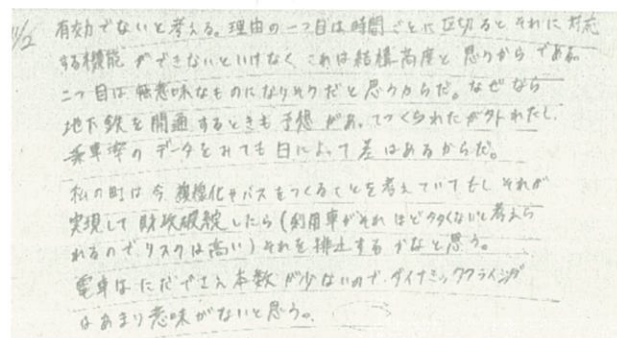 11/2 有効でないと考える。理由の一つ目は時間ごとに区切るとそれに対応
する機能ができないといけなく、これは結構高度と思うからである。
二つ目は無意味なものになりそうだと思うからだ。なぜなら
地下鉄を開通するときも予想があってつくられたが外れたし、
乗車率のデータをみても日によって差はあるからだ。
私の町は今 複線化やバスをつくることを考えていてもしそれが
実現して財政破綻したら(利用車がそれほど多くないと考えら
れるのでリスクは高い)それを するかなと思う。
電車はただでさえ本数が少ないので、ダイナミックプライシング
はあまり意味がないと思う。